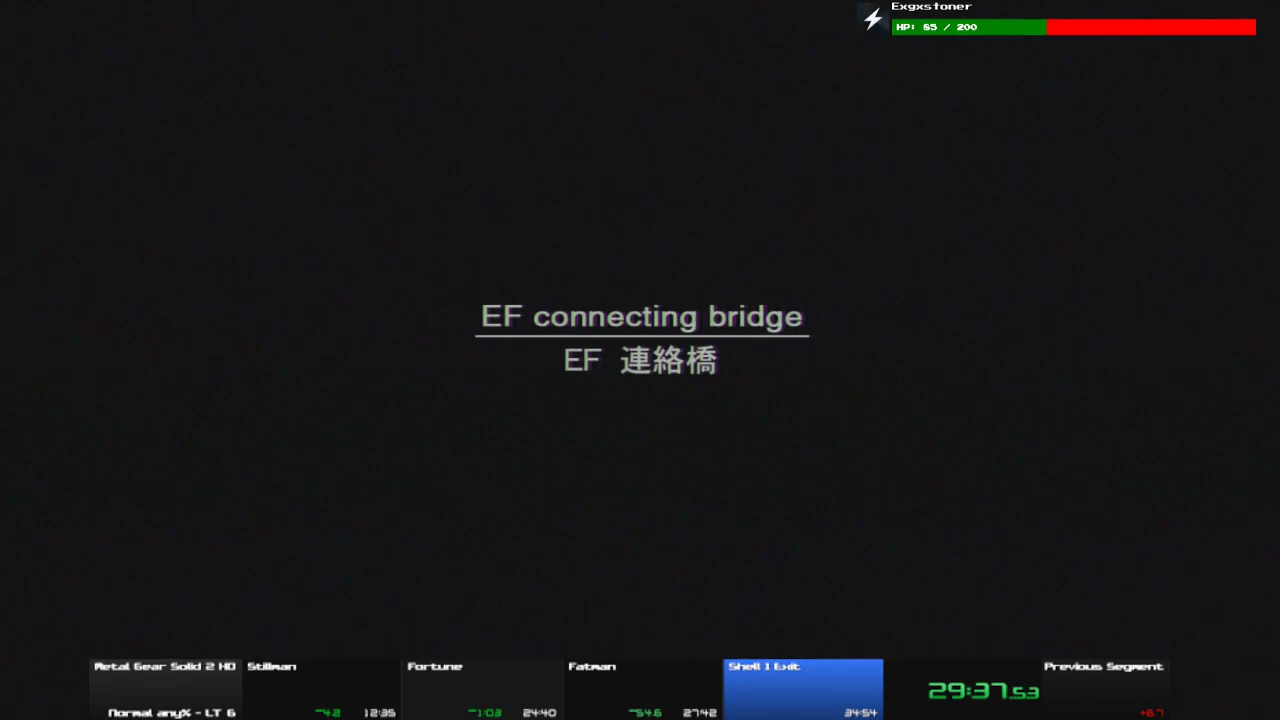 Exgxstoner
HP: 85 / 200
EF connecting bridge
EF 連絡橋
Metal Gear Solid 2 HD
Normal any% - LT 6
Stillman
-4.2 12:35
Fortune
-1:03 24:40
Fatman
-54.6 27:42
Shell 1 Exit
34:54
29:37.53
Previous Segment
+8.7